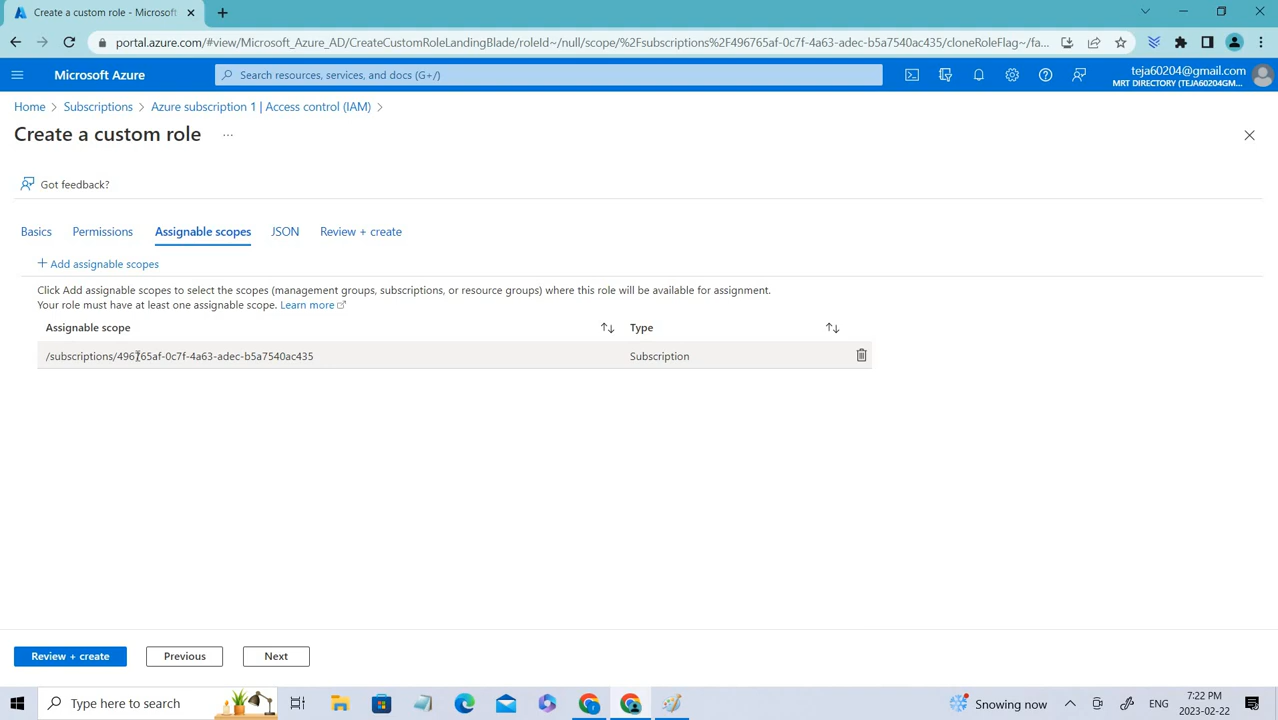 Create a custom role - Microsoft
portal.azure.com/#view/Microsoft_Azure_AD/CreateCustomRoleLandingBlade/roleId~/null/scope/%2Fsubscriptions%2F496765af-0c7f-4a63-adec-b5a7540ac435/cloneRoleFlag~/fa...
Microsoft Azure
Search resources, services, and docs (G+/)
teja60204@gmail.com
MRT DIRECTORY (TEJA60204GM...
Home > Subscriptions > Azure subscription 1 | Access control (IAM) >
Create a custom role
...
Got feedback?
Basics Permissions Assignable scopes JSON Review + create
+ Add assignable scopes
Click Add assignable scopes to select the scopes (management groups, subscriptions, or resource groups) where this role will be available for assignment.
Your role must have at least one assignable scope. Learn more
Assignable scope Type
/subscriptions/496765af-0c7f-4a63-adec-b5a7540ac435 Subscription
Review + create Previous Next
Type here to search
Snowing now
ENG
7:22 PM
2023-02-22